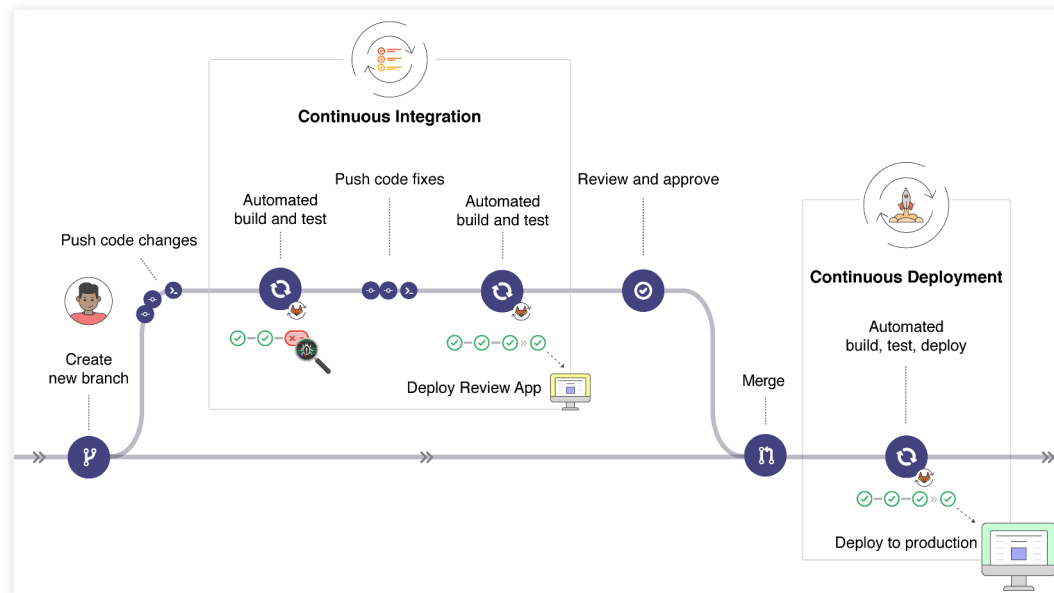 Continuous Integration
Push code fixes
Review and approve
Automated
build and test
Automated
build and test
Push code changes
Continuous Deployment
Automated
build, test, deploy
Create
new branch
Deploy Review App
Merge
Deploy to production